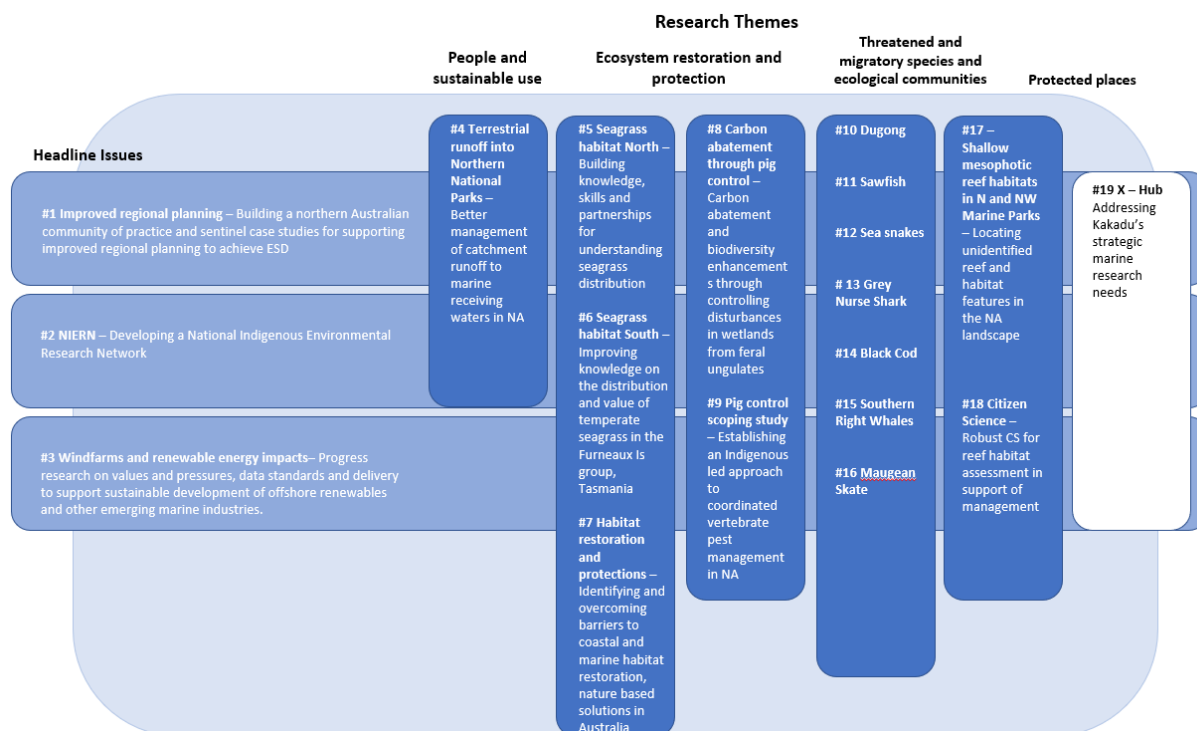 Research Themes
People and
sustainable use
Ecosystem restoration and
protection
Threatened and
migratory species and
ecological communities
Protected places
Headline Issues
#1 Improved regional planning – Building a northern Australian
community of practice and sentinel case studies for supporting
improved regional planning to achieve ESD
#2 NIERN – Developing a National Indigenous Environmental
Research Network
#3 Windfarms and renewable energy impacts– Progress
research on values and pressures, data standards and delivery
to support sustainable development of offshore renewables
and other emerging marine industries.
#4 Terrestrial
runoff into
Northern
National
Parks –
Better
management
of catchment
runoff to
marine
receiving
waters in NA
#5 Seagrass
habitat North –
Building
knowledge,
skills and
partnerships
for
understanding
seagrass
distribution
#6 Seagrass
habitat South –
Improving
knowledge on
the distribution
and value of
temperate
seagrass in the
Furneaux Is
group,
Tasmania
#7 Habitat
restoration
and
protections –
Identifying and
overcoming
barriers to
coastal and
marine habitat
restoration,
nature based
solutions in
Australia
#8 Carbon
abatement
through pig
control –
Carbon
abatement
and
biodiversity
enhancement
s through
controlling
disturbances
in wetlands
from feral
ungulates
#9 Pig control
scoping study
– Establishing
an Indigenous
led approach
to
coordinated
vertebrate
pest
management
in NA
#10 Dugong
#11 Sawfish
#12 Sea snakes
# 13 Grey
Nurse Shark
#14 Black Cod
#15 Southern
Right Whales
#16 Maugean
Skate
#17 –
Shallow
mesophotic
reef habitats
in N and NW
Marine Parks
– Locating
unidentified
reef and
habitat
features in
the NA
landscape
#18 Citizen
Science –
Robust CS for
reef habitat
assessment in
support of
management
#19 X – Hub
Addressing
Kakadu's
strategic
marine
research
needs